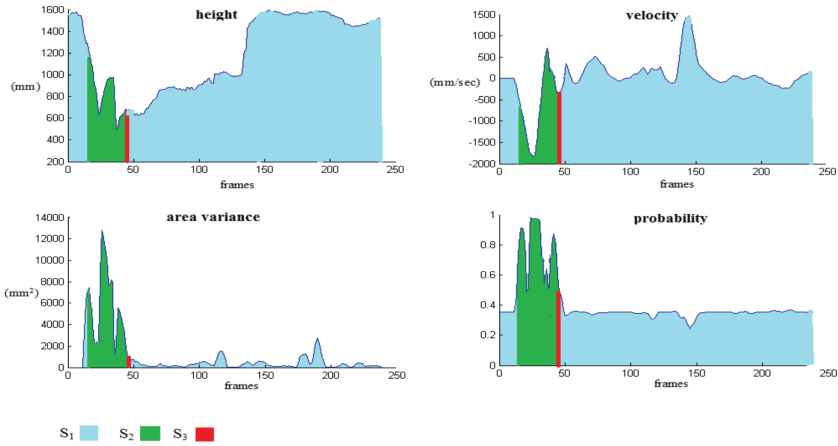 height
1600
1400
1200
1000
800
600
400
200
(mm)
0 50 100 150 200 250
frames
velocity
1500
1000
500
0
-500
-1000
-1500
-2000
(mm/sec)
0 50 100 150 200 250
frames
area variance
14000
12000
10000
8000
6000
4000
2000
0
(mm²)
0 50 100 150 200 250
frames
probability
1
0.8
0.6
0.4
0.2
0
0 50 100 150 200 250
frames
S₁ S₂ S₃